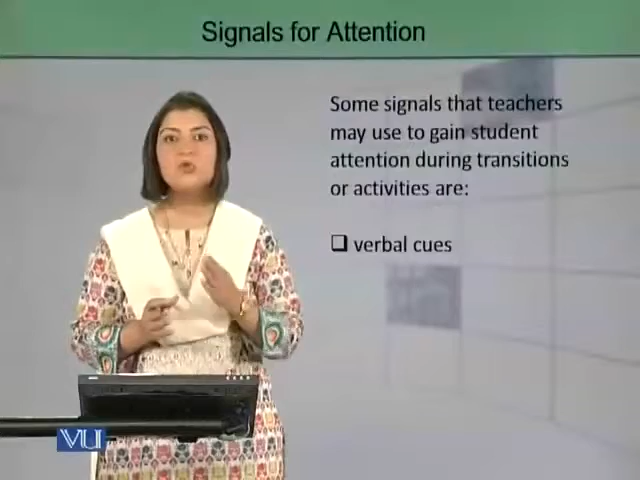 Signals for Attention
Some signals that teachers
may use to gain student
attention during transitions
or activities are:
❑ verbal cues
VU